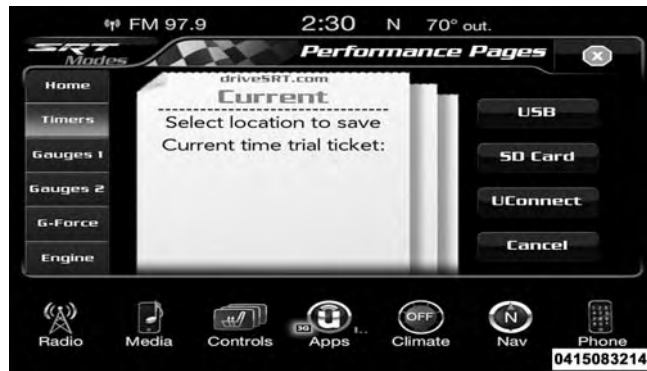 FM 97.9 2:30 N 70° out.
SRT Modes Performance Pages X
Home
Timers
Gauges 1
Gauges 2
G-Force
Engine
driveSRT.com
Current
Select location to save
Current time trial ticket:
USB
SD Card
UConnect
Cancel
3G OFF N
Radio Media Controls Apps Climate Nav Phone
0415083214